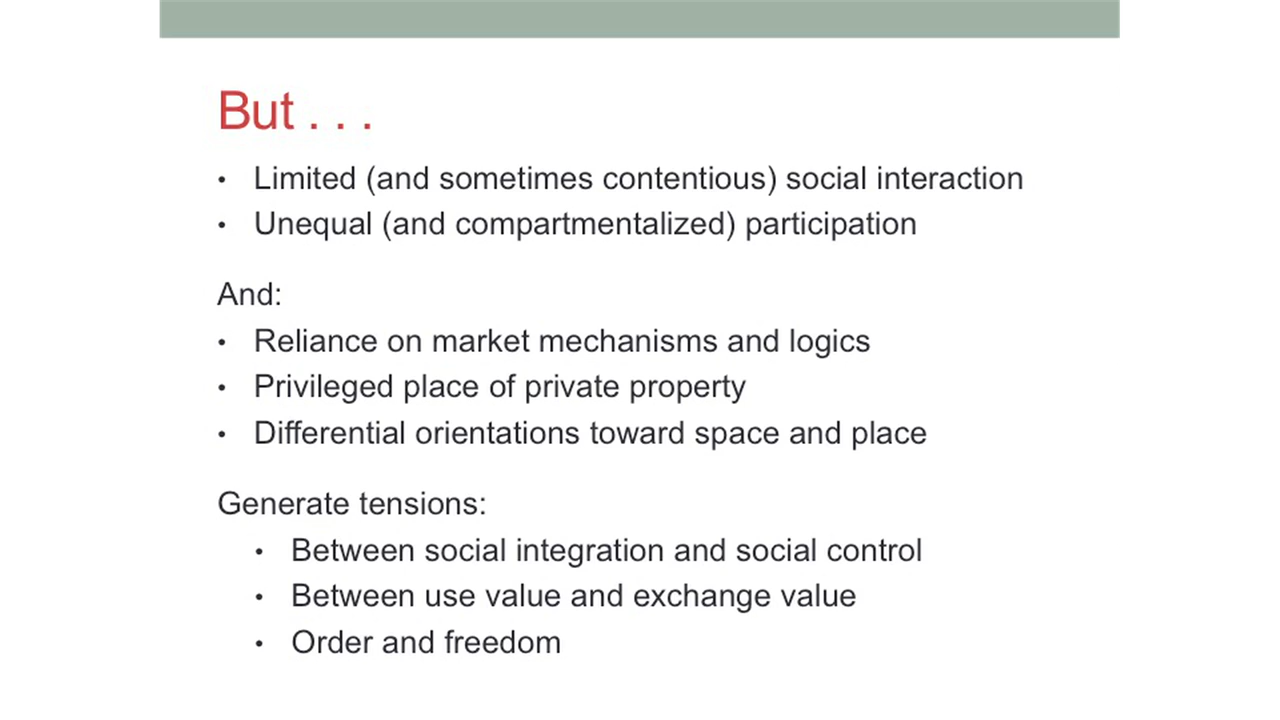 But . . .
• Limited (and sometimes contentious) social interaction
• Unequal (and compartmentalized) participation
And:
• Reliance on market mechanisms and logics
• Privileged place of private property
• Differential orientations toward space and place
Generate tensions:
• Between social integration and social control
• Between use value and exchange value
• Order and freedom